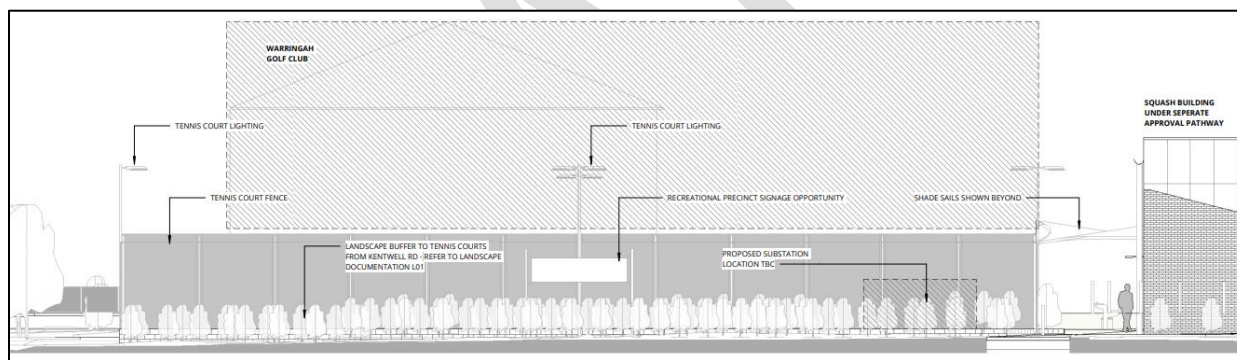 WARRINGAH
GOLF CLUB
SQUASH BUILDING
UNDER SEPERATE
APPROVAL PATHWAY
TENNIS COURT LIGHTING
TENNIS COURT LIGHTING
TENNIS COURT FENCE
RECREATIONAL PRECINCT SIGNAGE OPPORTUNITY
SHADE SAILS SHOWN BEYOND
LANDSCAPE BUFFER TO TENNIS COURTS
FROM KENTWELL RD - REFER TO LANDSCAPE
DOCUMENTATION L01
PROPOSED SUBSTATION
LOCATION TBC